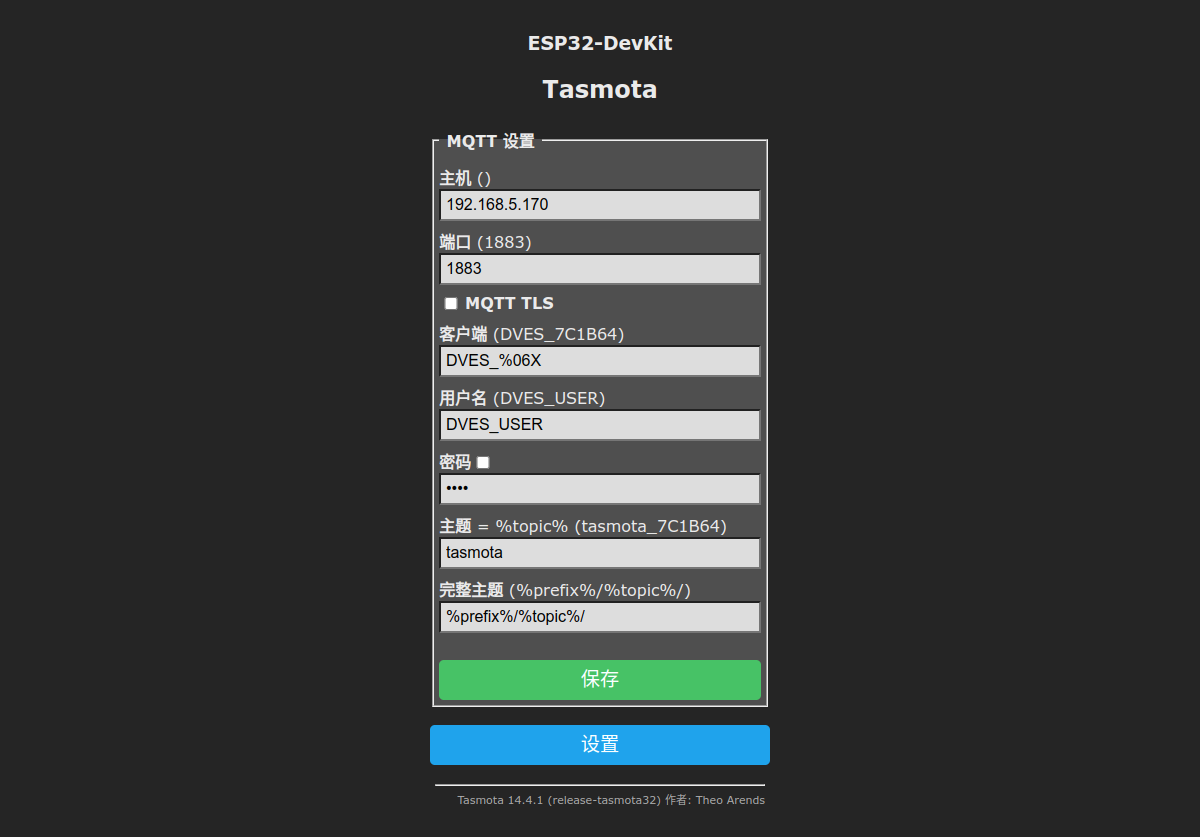 ESP32-DevKit
Tasmota
MQTT 设置
主机 ()
192.168.5.170
端口 (1883)
1883
MQTT TLS
客户端 (DVES_7C1B64)
DVES_%06X
用户名 (DVES_USER)
DVES_USER
密码
••••
主题 = %topic% (tasmota_7C1B64)
tasmota
完整主题 (%prefix%/%topic%/)
%prefix%/%topic%/
保存
设置
Tasmota 14.4.1 (release-tasmota32) 作者: Theo Arends